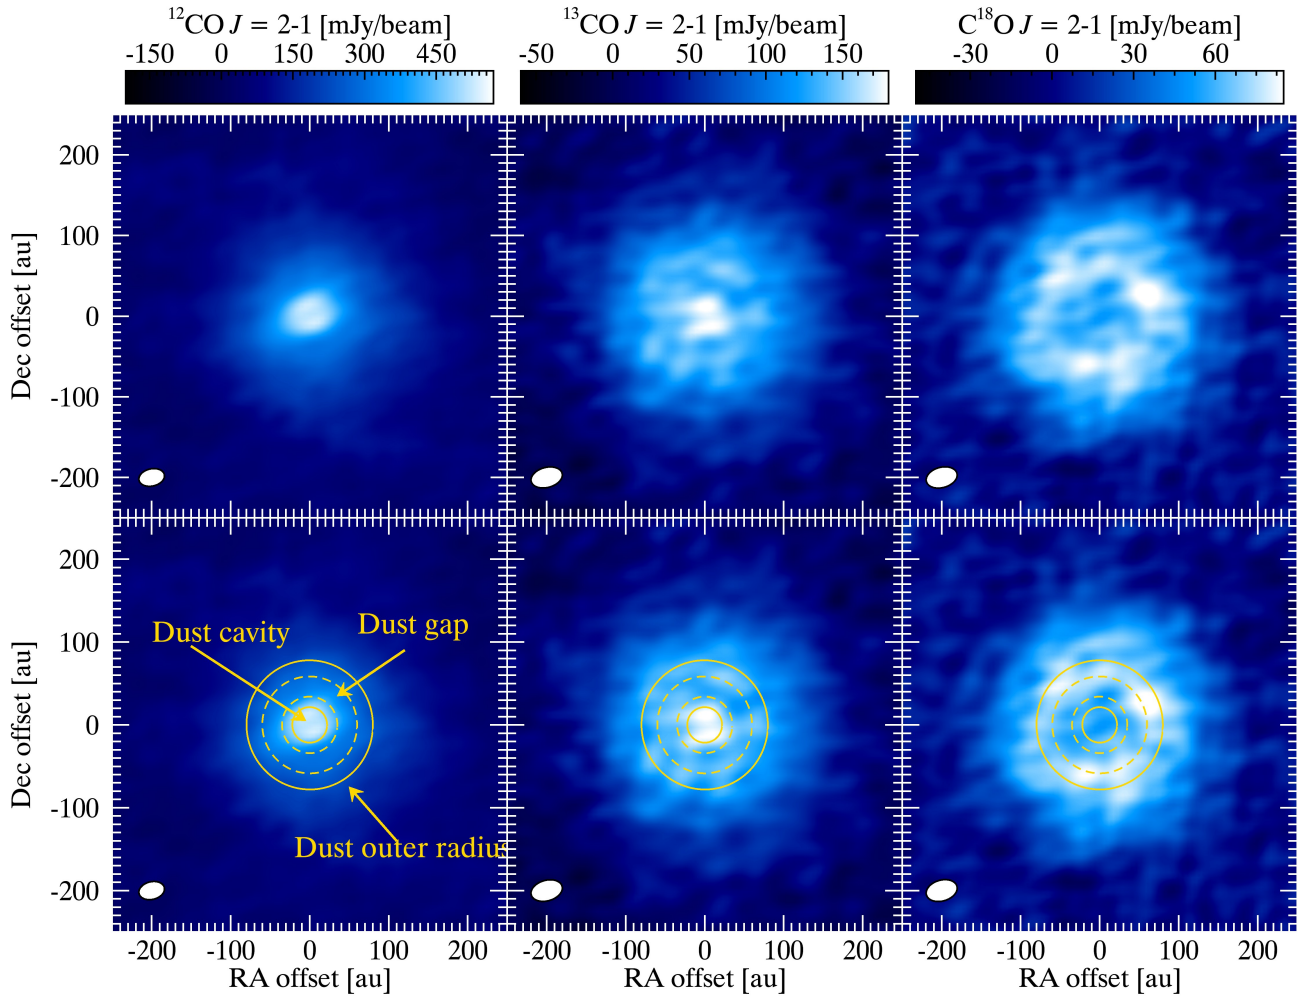 ¹²CO J = 2-1 [mJy/beam] ¹³CO J = 2-1 [mJy/beam] C¹⁸O J = 2-1 [mJy/beam]
-150 0 150 300 450 -50 0 50 100 150 -30 0 30 60
200
100
0
-100
-200
Dec offset [au]
200
100
0
-100
-200
Dec offset [au]
Dust cavity
Dust gap
Dust outer radius
-200 -100 0 100 200 -100 0 100 200 -200 -100 0 100 200
RA offset [au] RA offset [au] RA offset [au]